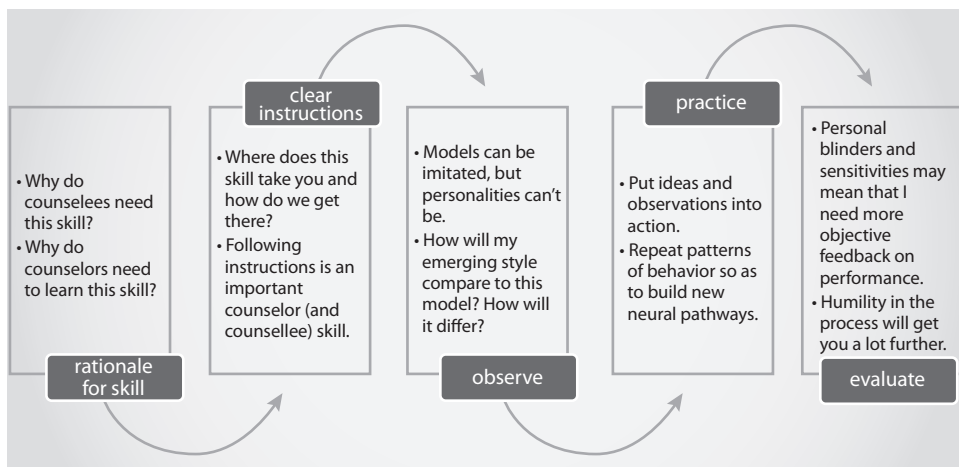 • Why do
counselees need
this skill?
• Why do
counselors need
to learn this skill?
rationale
for skill
clear
instructions
• Where does this
skill take you and
how do we get
there?
• Following
instructions is an
important
counselor (and
counsellee) skill.
• Models can be
imitated, but
personalities can't
be.
• How will my
emerging style
compare to this
model? How will
it differ?
observe
practice
• Put ideas and
observations into
action.
• Repeat patterns
of behavior so as
to build new
neural pathways.
• Personal
blinders and
sensitivities may
mean that I
need more
objective
feedback on
performance.
• Humility in the
process will get
you a lot further.
evaluate